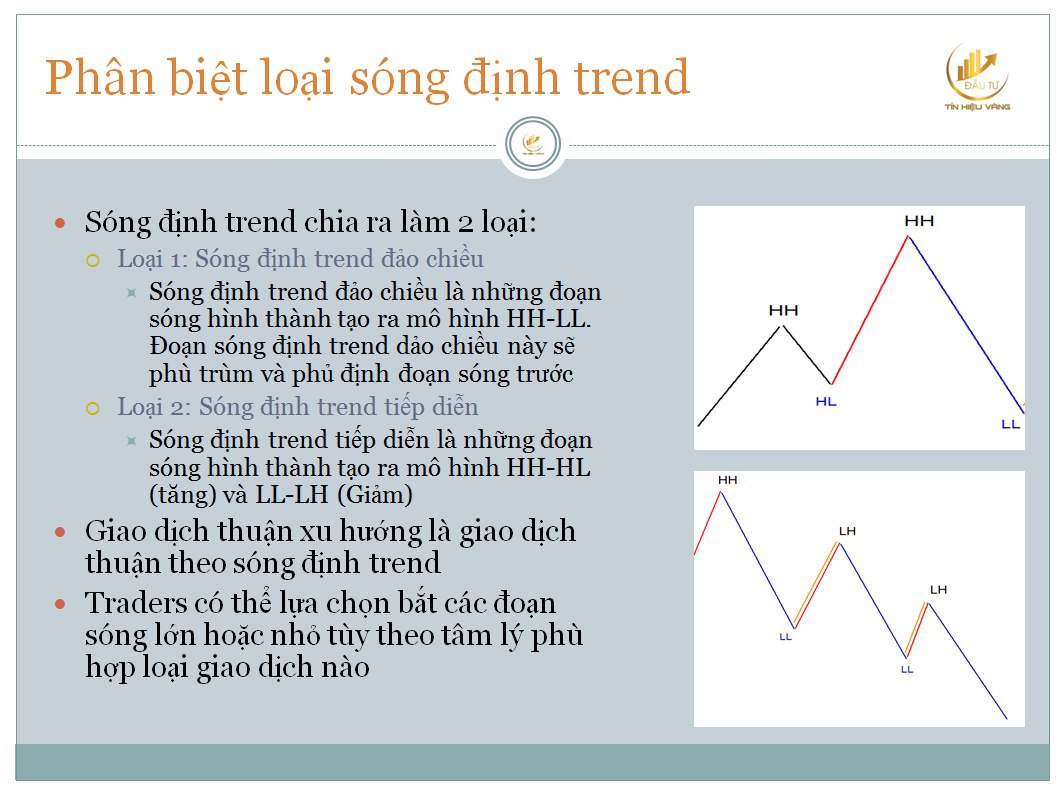 Phân biệt loại sóng định trend
ĐẦU TƯ
TÍN HIỆU VÀNG
Sóng định trend chia ra làm 2 loại:
Loại 1: Sóng định trend đảo chiều
Sóng định trend đảo chiều là những đoạn
sóng hình thành tạo ra mô hình HH-LL.
Đoạn sóng định trend dảo chiều này sẽ
phù trùm và phủ định đoạn sóng trước
Loại 2: Sóng định trend tiếp diễn
Sóng định trend tiếp diễn là những đoạn
sóng hình thành tạo ra mô hình HH-HL
(tăng) và LL-LH (Giảm)
Giao dịch thuận xu hướng là giao dịch
thuận theo sóng định trend
Traders có thể lựa chọn bắt các đoạn
sóng lớn hoặc nhỏ tùy theo tâm lý phù
hợp loại giao dịch nào
HH
HH
HL
LL
HH
LH
LL
LH
LL